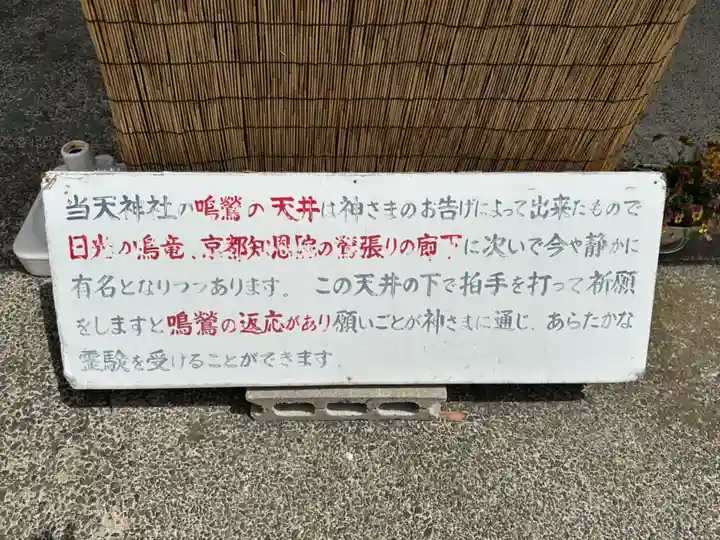 当天神社の鳴鶯の天井は神さまのお告げによって出来たもので
日光の鳴竜、京都知恩院の鶯張りの廊下に次いで今や静かに
有名となりつつあります。 この天井の下で拍手を打って祈願
をしますと鳴鶯の返応があり願いごとが神さまに通じ、あらたかな
霊験を受けることができます